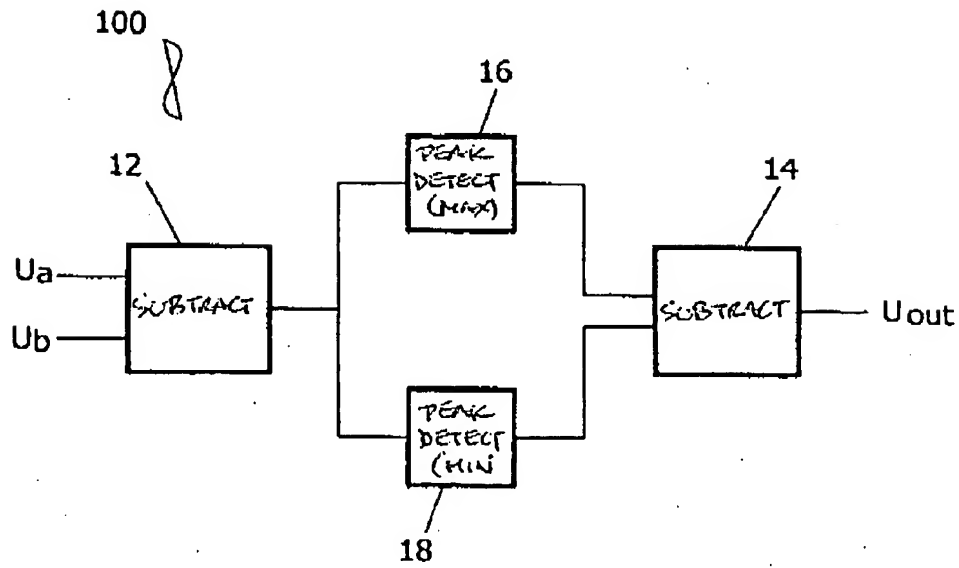 100
16
PEAK
DETECT
(MAX)
12
14
Ua
Ub
SUBTRACT
SUBTRACT
Uout
PEAK
DETECT
(MIN
18